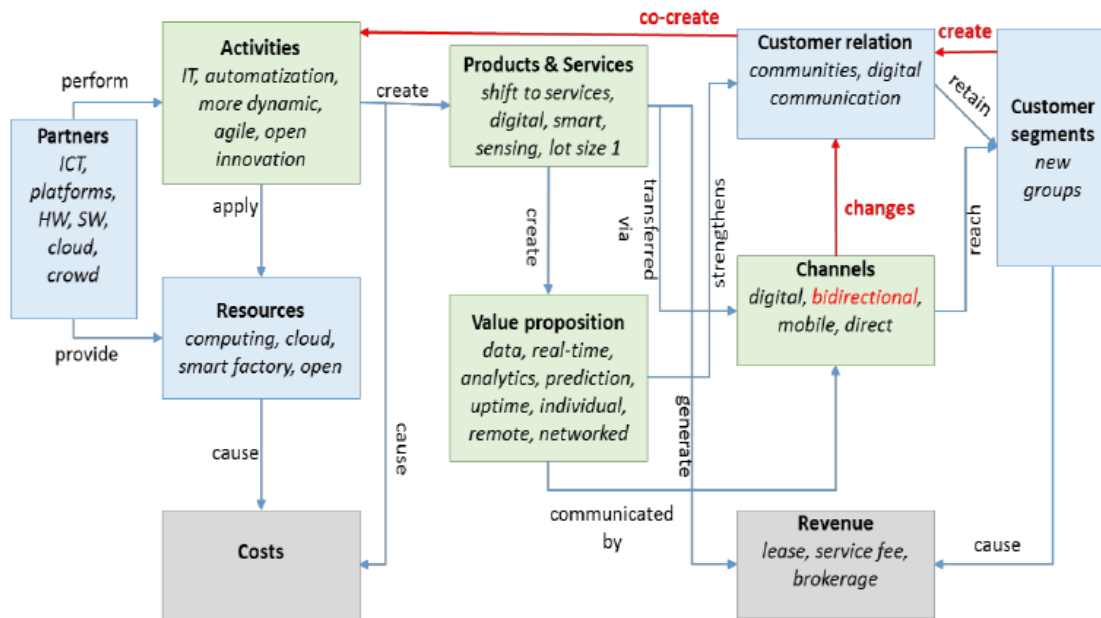 co-create
create
Activities
IT, automatization,
more dynamic,
agile, open
innovation
perform
Partners
ICT,
platforms,
HW, SW,
cloud,
crowd
provide
apply
Resources
computing, cloud,
smart factory, open
cause
Costs
create
cause
Products & Services
shift to services,
digital, smart,
sensing, lot size 1
create
transferred
via
strengthens
Value proposition
data, real-time,
analytics, prediction,
uptime, individual,
remote, networked
communicated
by
generate
Customer relation
communities, digital
communication
retain
changes
Channels
digital, bidirectional,
mobile, direct
reach
Customer
segments
new
groups
Revenue
lease, service fee,
brokerage
cause